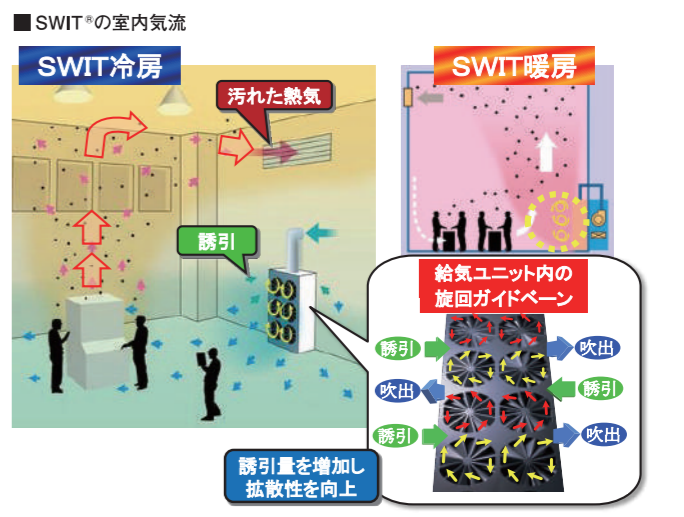 ■SWIT®の室内気流
SWIT冷房
SWIT暖房
汚れた熱気
誘引
給気ユニット内の
旋回ガイドベーン
誘引
吹出
吹出
誘引
誘引
吹出
誘引量を増加し
拡散性を向上